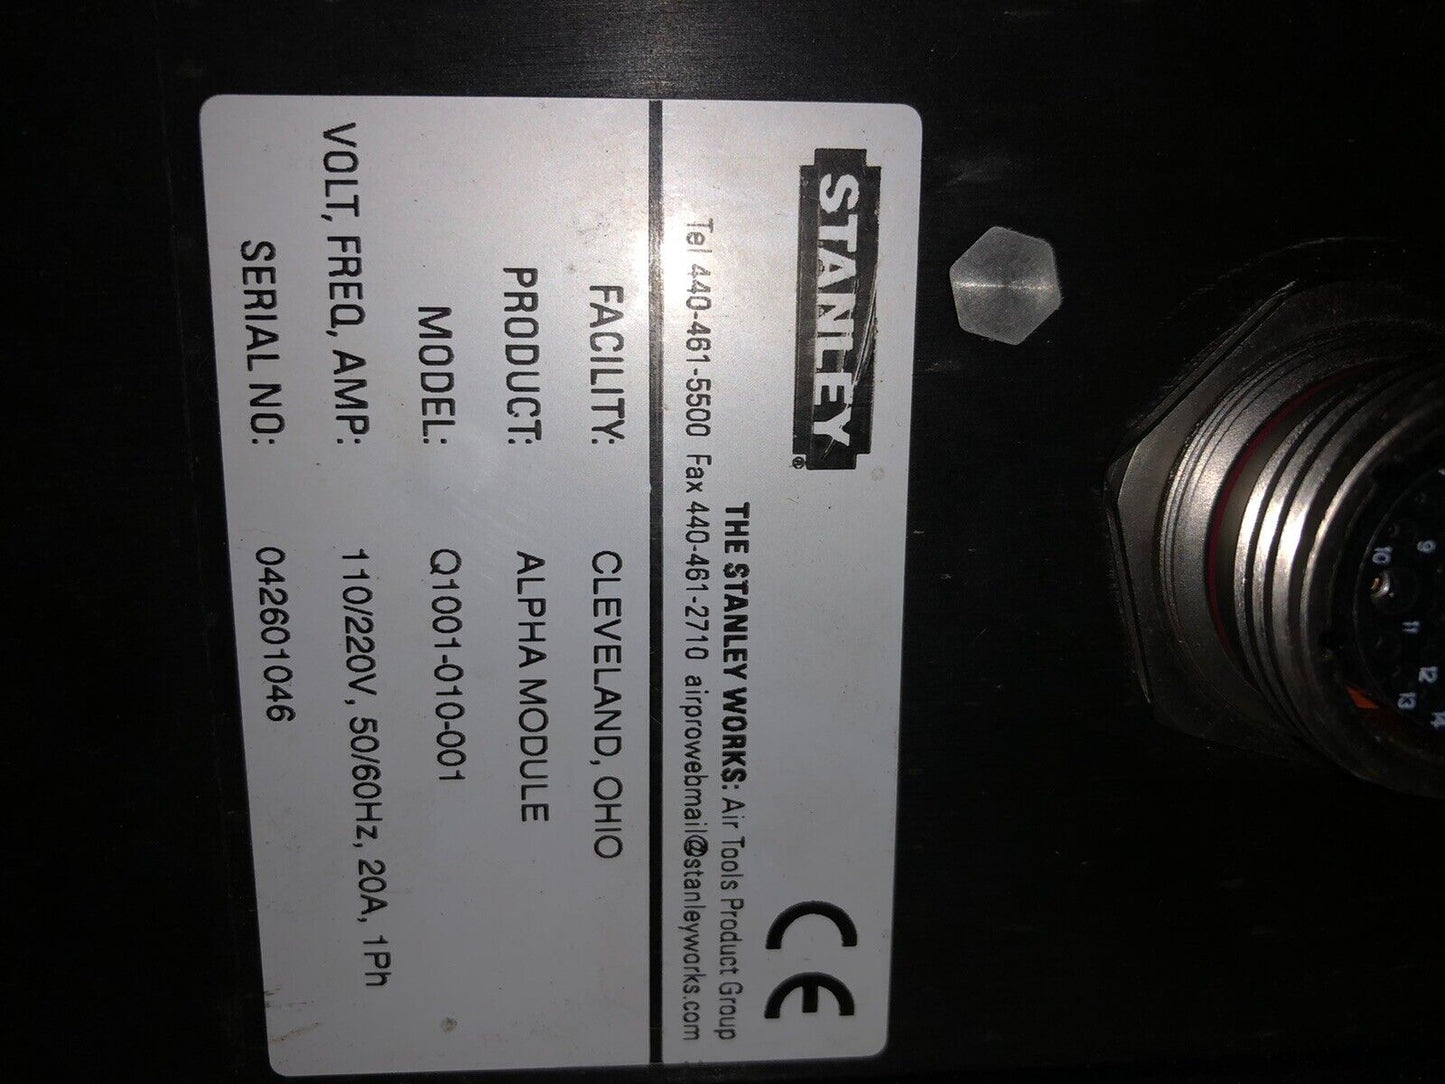 STANLEY®
CE
THE STANLEY WORKS: Air Tools Product Group
Tel 440-461-5500 Fax 440-461-2710 airprowebmail@stanleyworks.com
FACILITY: CLEVELAND, OHIO
PRODUCT: ALPHA MODULE
MODEL: Q1001-010-001
VOLT, FREQ, AMP: 110/220V, 50/60Hz, 20A, 1Ph
SERIAL NO: 042601046
9
10
11
12
13
14